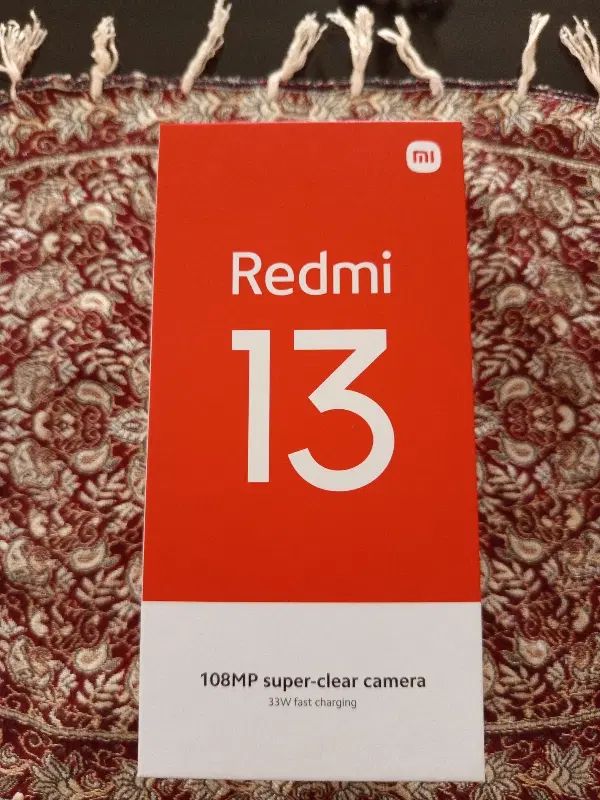 mi
Redmi
13
108MP super-clear camera
33W fast charging